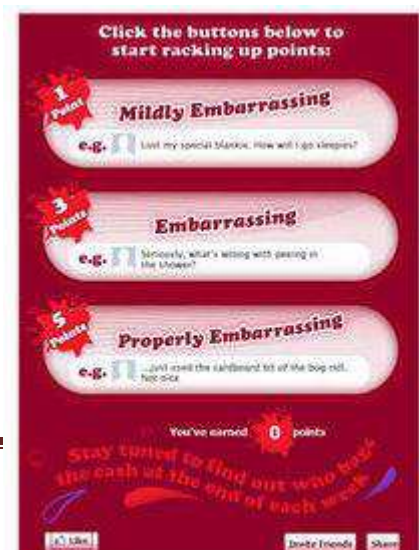 Click the buttons below to
start racking up points:
1
Point
Mildly Embarrassing
e.g.
Lost my special blankie. How will I go sleepies?
3
Points
Embarrassing
e.g.
Seriously, what's wrong with peeing in
the shower?
5
Points
Properly Embarrassing
e.g.
...just used the cardboard bit of the bog roll.
Not nice
You've earned 0 points
Stay tuned to find out who bags
the cash at the end of each week
Like
Invite Friends
Share